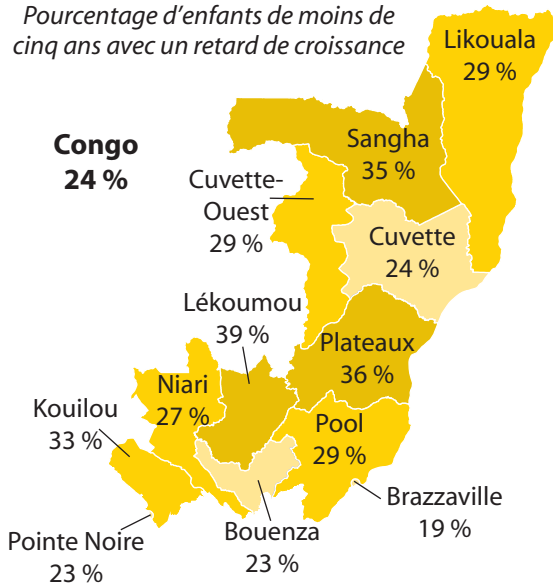 Pourcentage d'enfants de moins de
cinq ans avec un retard de croissance
Likouala
29 %
Congo
24 %
Sangha
35 %
Cuvette-
Ouest
29 %
Cuvette
24 %
Lékoumou
39 %
Plateaux
36 %
Niari
27 %
Kouilou
33 %
Pool
29 %
Brazzaville
19 %
Bouenza
23 %
Pointe Noire
23 %